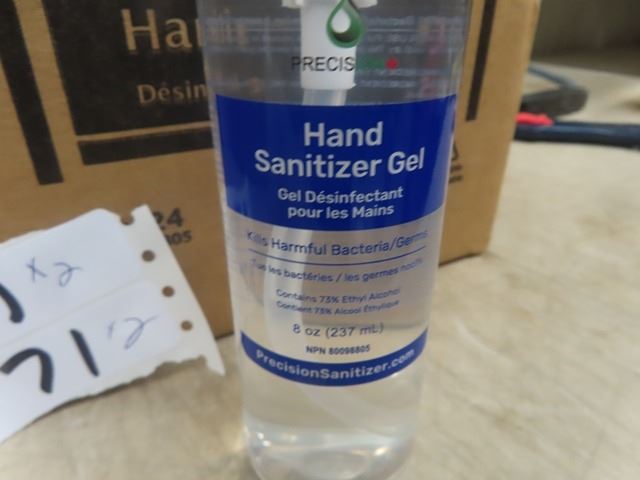 Désin
24
PRECIS
Hand
Sanitizer Gel
Gel Désinfectant
pour les Mains
Kills Harmful Bacteria/Germs
Tue les bactéries / les germes nocifs
Contains 73% Ethyl Alcohol
Contient 73% Alcool Éthylique
8 oz (237 mL)
NPN 80098805
PrecisionSanitizer.com
x2
71 x2